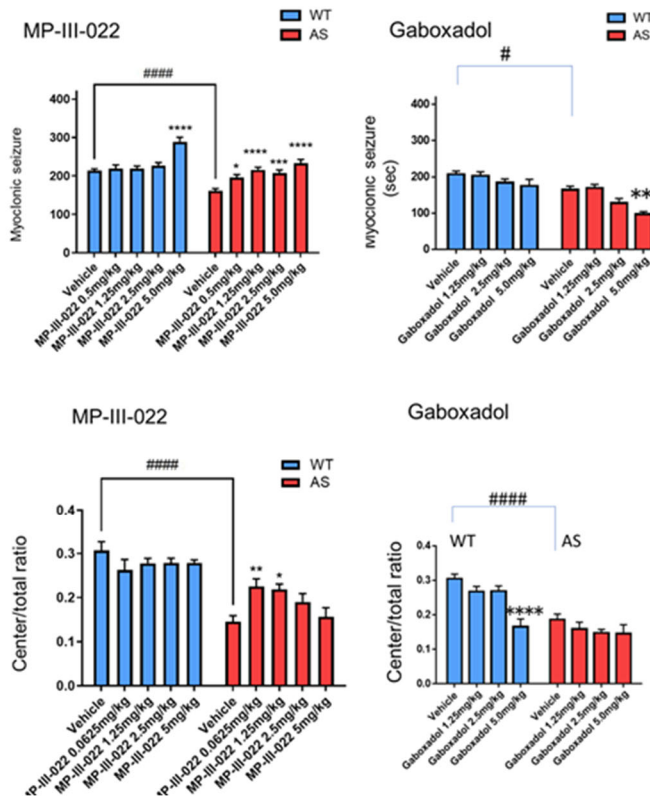 MP-III-022
WT
AS
####
****
*
****
***
****
Myoclonic seizure
400
300
200
100
0
Vehicle
MP-III-022 0.5mg/kg
MP-III-022 1.25mg/kg
MP-III-022 2.5mg/kg
MP-III-022 5.0mg/kg
Vehicle
MP-III-022 0.5mg/kg
MP-III-022 1.25mg/kg
MP-III-022 2.5mg/kg
MP-III-022 5.0mg/kg
Gaboxadol
WT
AS
#
**
Myoclonic seizure
(sec)
400
300
200
100
0
Vehicle
Gaboxadol 1.25mg/kg
Gaboxadol 2.5mg/kg
Gaboxadol 5.0mg/kg
Vehicle
Gaboxadol 1.25mg/kg
Gaboxadol 2.5mg/kg
Gaboxadol 5.0mg/kg
MP-III-022
WT
AS
####
**
*
Center/total ratio
0.4
0.3
0.2
0.1
0.0
Vehicle
MP-III-022 0.0625mg/kg
MP-III-022 1.25mg/kg
MP-III-022 2.5mg/kg
MP-III-022 5mg/kg
Vehicle
MP-III-022 0.0625mg/kg
MP-III-022 1.25mg/kg
MP-III-022 2.5mg/kg
MP-III-022 5mg/kg
Gaboxadol
####
WT
AS
****
Center/total ratio
0.4
0.3
0.2
0.1
0.0
Vehicle
Gaboxadol 1.25mg/kg
Gaboxadol 2.5mg/kg
Gaboxadol 5.0mg/kg
Vehicle
Gaboxadol 1.25mg/kg
Gaboxadol 2.5mg/kg
Gaboxadol 5.0mg/kg